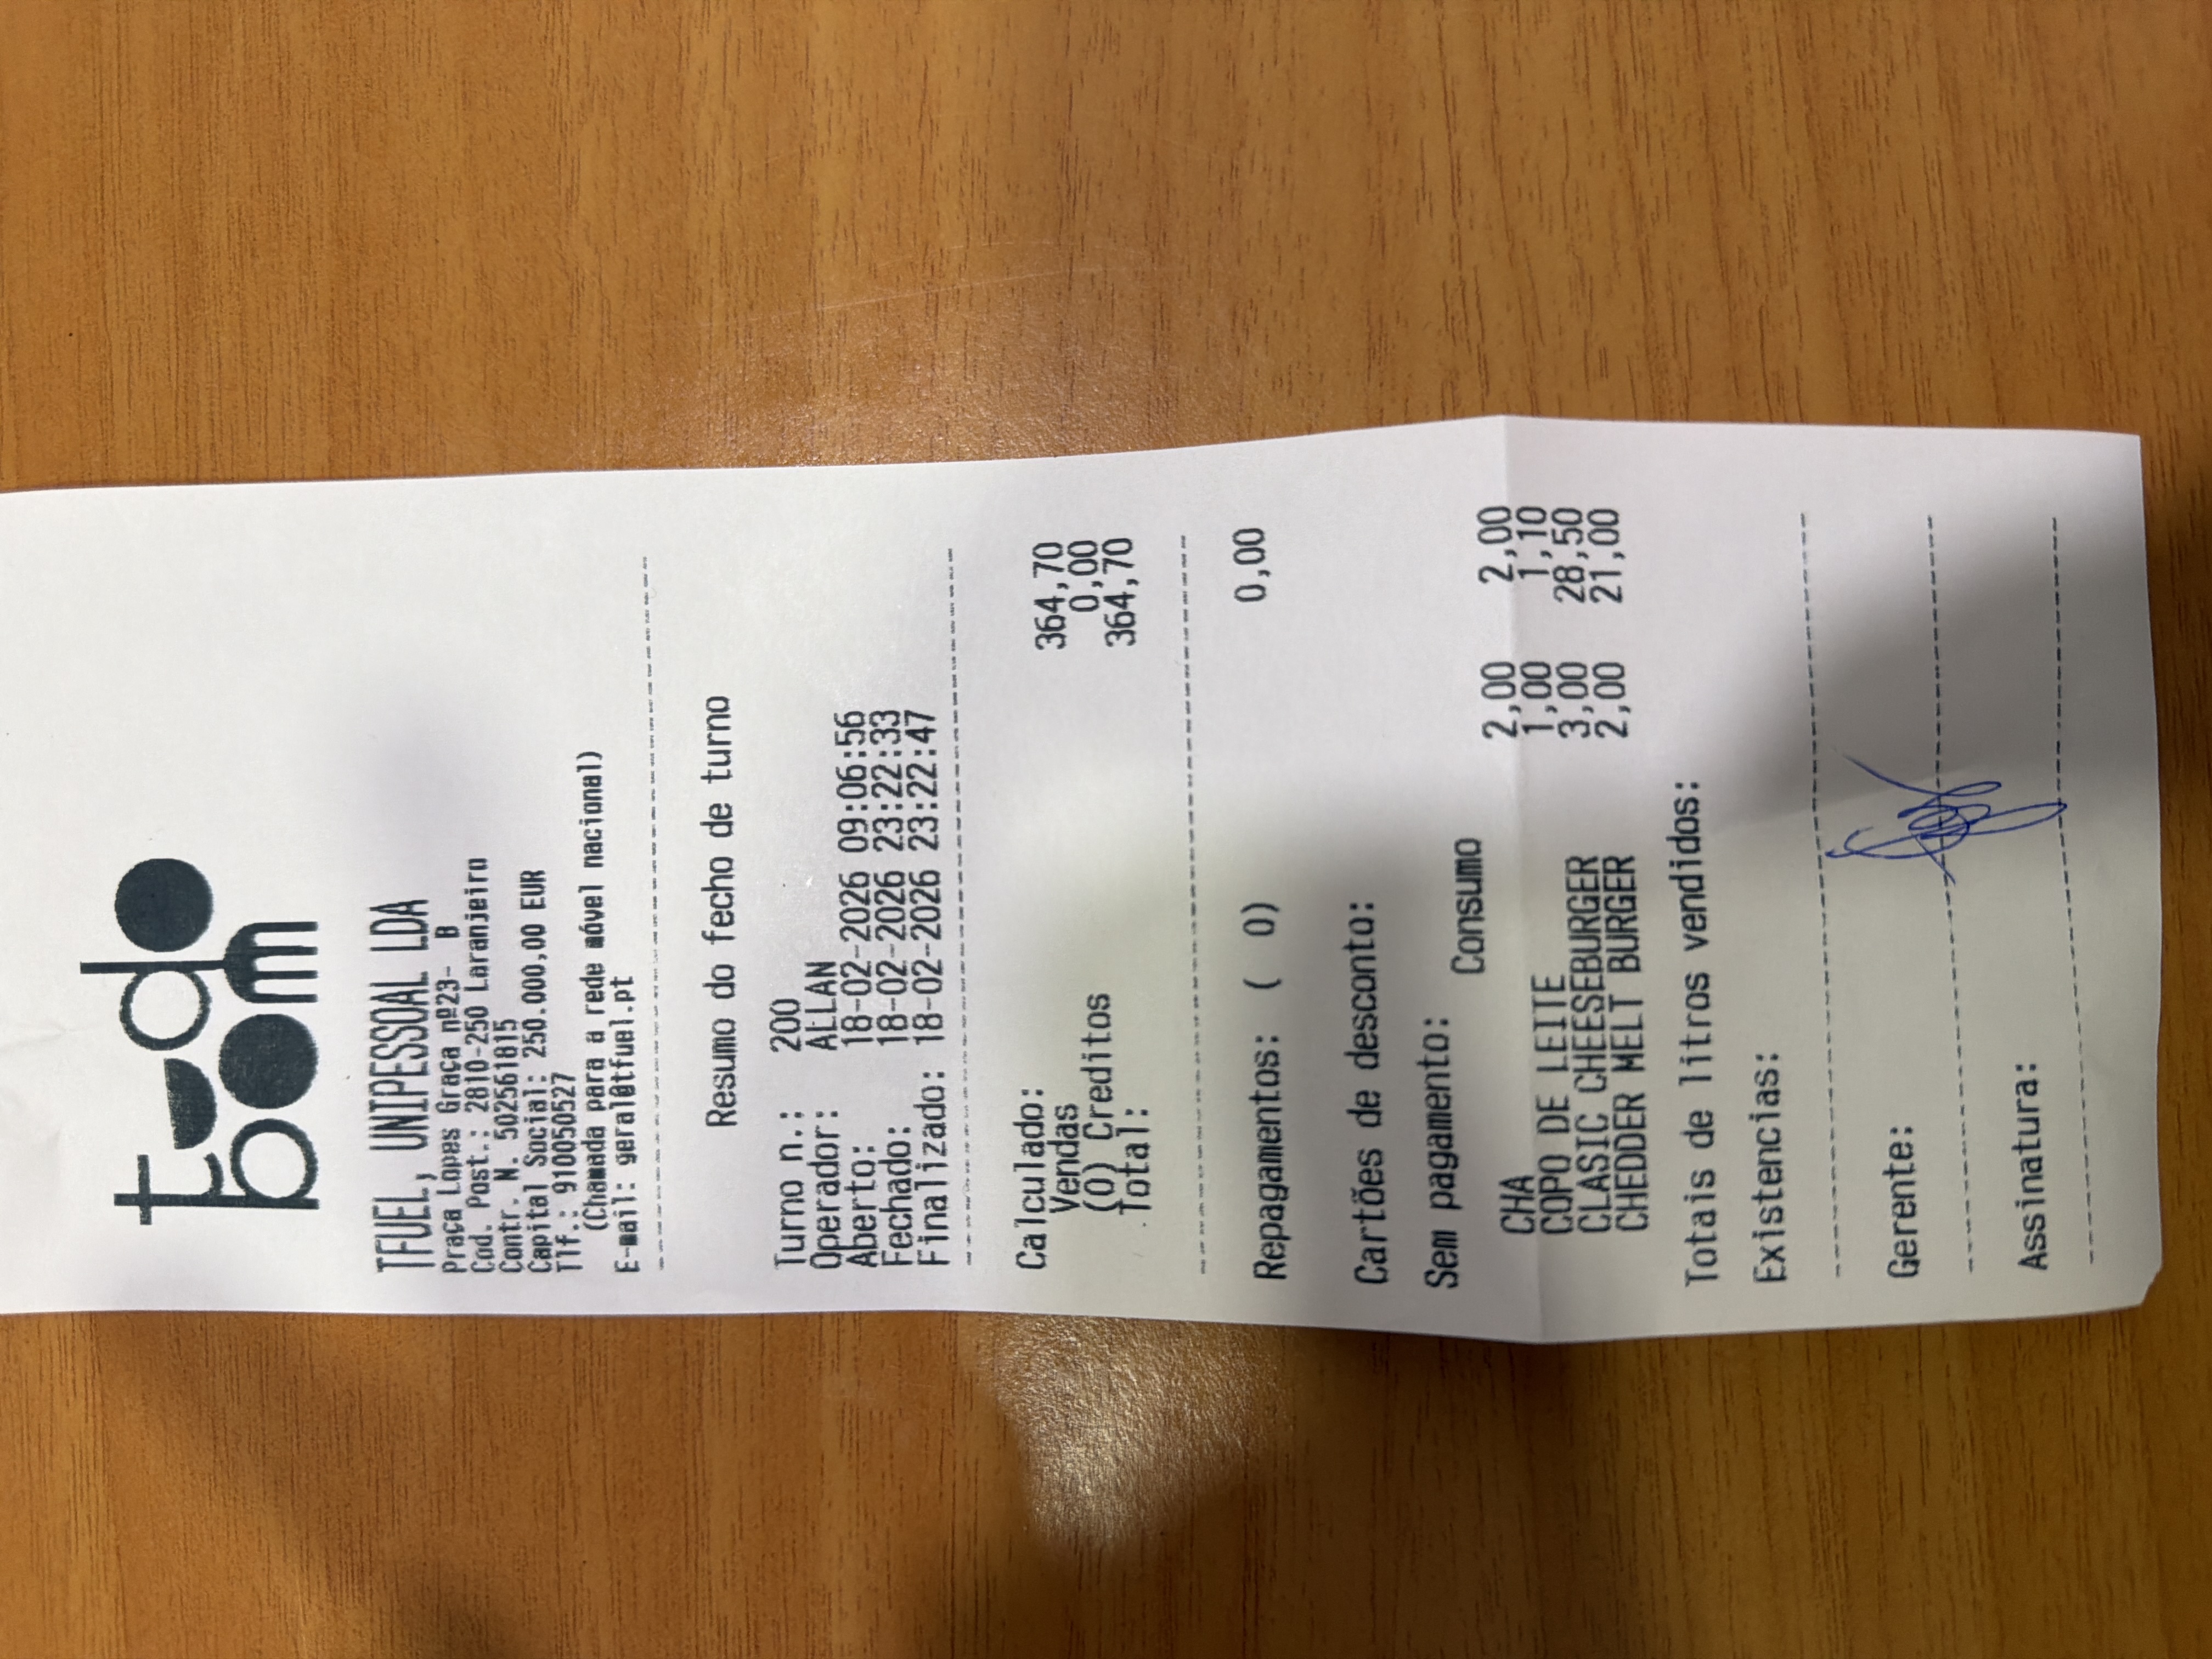 tudo
bom
TFUEL, UNIPESSOAL LDA
Praça Lopes Graça nº23- B
Cod. Post.: 2810-250 Laranjeiro
Contr. N. 502561815
Capital Social: 250.000,00 EUR
Tlf.: 910050527
(Chamada para a rede móvel nacional)
E-mail: geral@tfuel.pt
Resumo do fecho de turno
Turno n.: 200
Operador: ALLAN
Aberto: 18-02-2026 09:06:56
Fechado: 18-02-2026 23:22:33
Finalizado: 18-02-2026 23:22:47
Calculado:
Vendas 364,70
(0) Creditos 0,00
Total: 364,70
Repagamentos: ( 0) 0,00
Cartões de desconto:
Sem pagamento:
Consumo
CHA 2,00 2,00
COPO DE LEITE 1,00 1,10
CLASIC CHEESEBURGER 3,00 28,50
CHEDDER MELT BURGER 2,00 21,00
Totais de litros vendidos:
Existencias:
Gerente:
Assinatura: